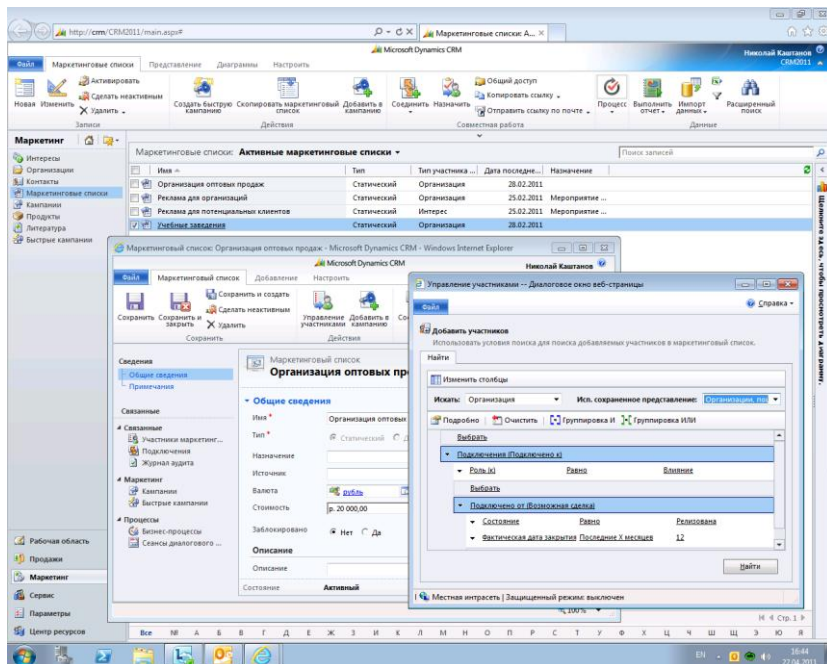 http://crm/CRM2011/main.aspx#
Маркетинговые списки: А...
Microsoft Dynamics CRM
Николай Каштанов
CRM2011
Файл Маркетинговые списки Представление Диаграммы Настроить
Новая Изменить
Активировать
Сделать неактивным
Удалить
Создать быструю кампанию
Скопировать маркетинговый список
Добавить в кампанию
Соединить Назначить
Общий доступ
Копировать ссылку
Отправить ссылку по почте
Процесс
Выполнить отчет
Импорт данных
Расширенный поиск
Записи Действия Совместная работа Данные
Маркетинг
Интересы
Организации
Контакты
Маркетинговые списки
Кампании
Продукты
Литература
Быстрые кампании
Маркетинговые списки: Активные маркетинговые списки
Поиск записей
Имя Тип Тип участника ... Дата последне... Назначение
Организация оптовых продаж Статический Организация 28.02.2011
Реклама для организаций Статический Организация 25.02.2011 Мероприятие ...
Реклама для потенциальных клиентов Статический Интерес 25.02.2011 Мероприятие ...
Учебные заведения Статический Организация 28.02.2011
Щелкните здесь, чтобы просмотреть диаграмму.
Маркетинговый список: Организация оптовых продаж - Microsoft Dynamics CRM - Windows Internet Explorer
Microsoft Dynamics CRM
Николай Каштанов
Файл Маркетинговый список Добавление Настроить
Сохранить
Сохранить и закрыть
Сохранить и создать
Сделать неактивным
Удалить
Управление участниками
Добавить в кампанию
Сохранить Действия
Сведения
Общие сведения
Примечания
Связанные
Связанные
Участники маркетинг...
Подключения
Журнал аудита
Маркетинг
Кампании
Быстрые кампании
Процессы
Бизнес-процессы
Сеансы диалогового ...
Маркетинговый список
Организация оптовых пр
Общие сведения
Имя * Организация оптовых
Тип * Статический
Назначение
Источник
Валюта рубль
Стоимость р. 20 000,00
Заблокировано Нет Да
Описание
Описание
Состояние Активный
100%
Управление участниками -- Диалоговое окно веб-страницы
Файл
Справка
Добавить участников
Использовать условия поиска для поиска добавляемых участников в маркетинговый список.
Найти
Изменить столбцы
Искать: Организация Исп. сохраненное представление: Организации, по
Подробно Очистить Группировка И Группировка ИЛИ
Выбрать
Подключения (Подключено к)
Роль (к) Равно Влияние
Выбрать
Подключено от (Возможная сделка)
Состояние Равно Релизована
Фактическая дата закрытия Последние X месяцев 12
Найти
Местная интрасеть | Защищенный режим: выключен
Рабочая область
Продажи
Маркетинг
Сервис
Параметры
Центр ресурсов
Стр. 1
Все № А Б В Г Д Е Ж З И К Л М Н О П Р С Т У Ф Х Ц Ч Ш Щ Э Ю Я
EN
16:44
22.04.2011